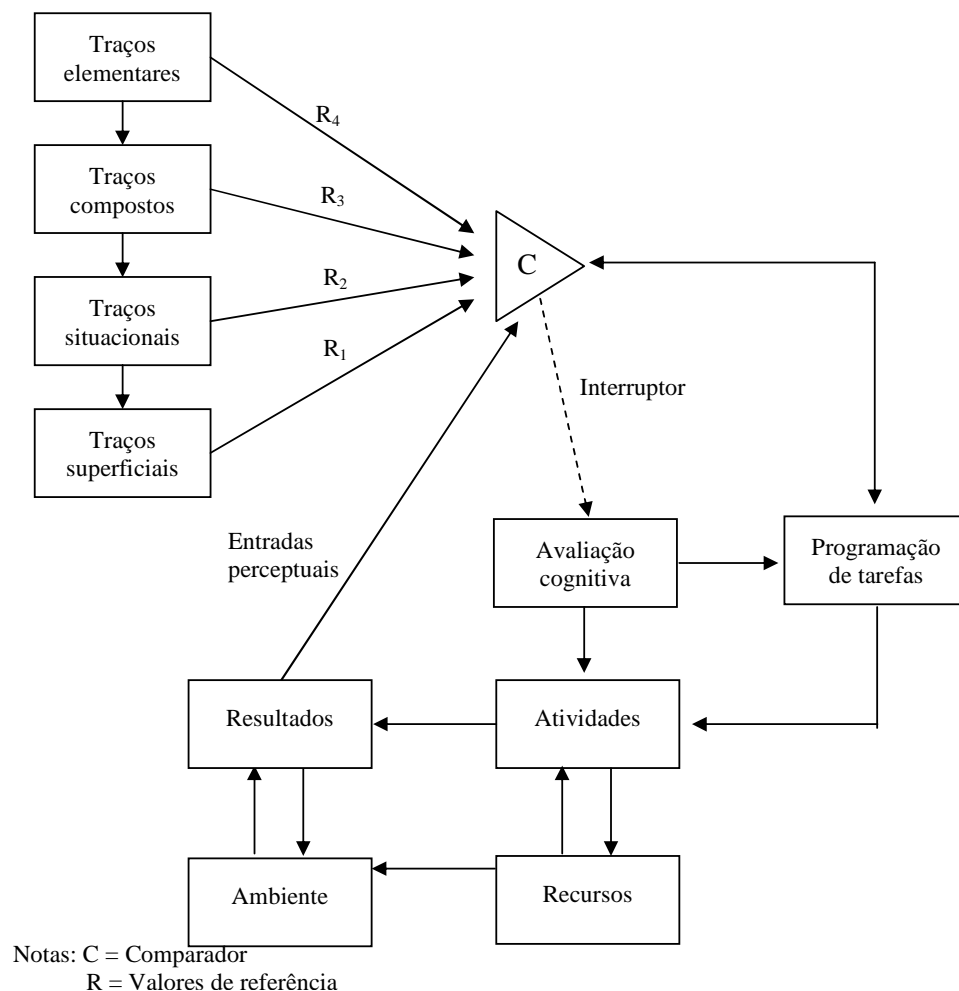 Traços
elementares
R₄
Traços
compostos
R₃
C
Traços
situacionais
R₂
R₁
Interruptor
Traços
superficiais
Entradas
perceptuais
Avaliação
cognitiva
Programação
de tarefas
Resultados
Atividades
Ambiente
Recursos
Notas: C = Comparador
R = Valores de referência